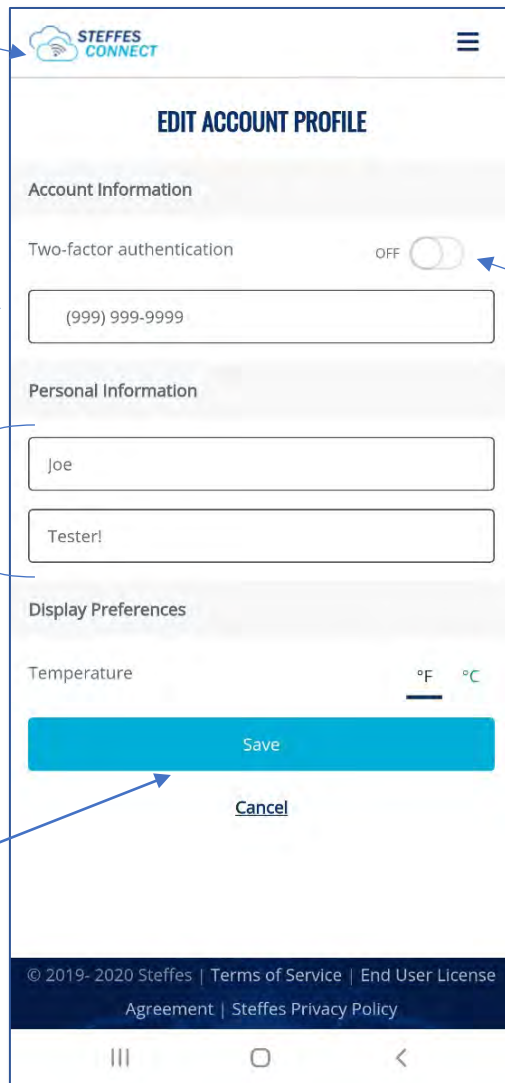 STEFFES
CONNECT
EDIT ACCOUNT PROFILE
Account Information
Two-factor authentication OFF
(999) 999-9999
Personal Information
Joe
Tester!
Display Preferences
Temperature °F °C
Save
Cancel
© 2019- 2020 Steffes | Terms of Service | End User License
Agreement | Steffes Privacy Policy